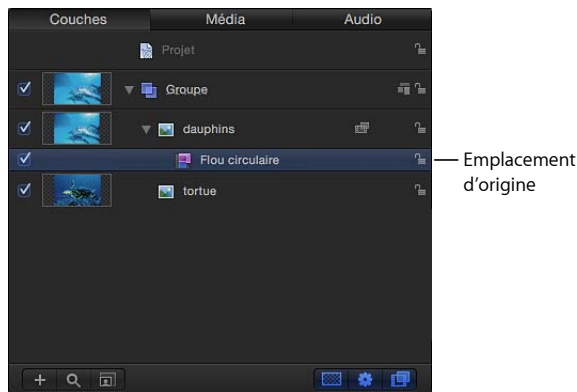 Couches Média Audio
Projet
Groupe
dauphins
Flou circulaire
Emplacement
d'origine
tortue